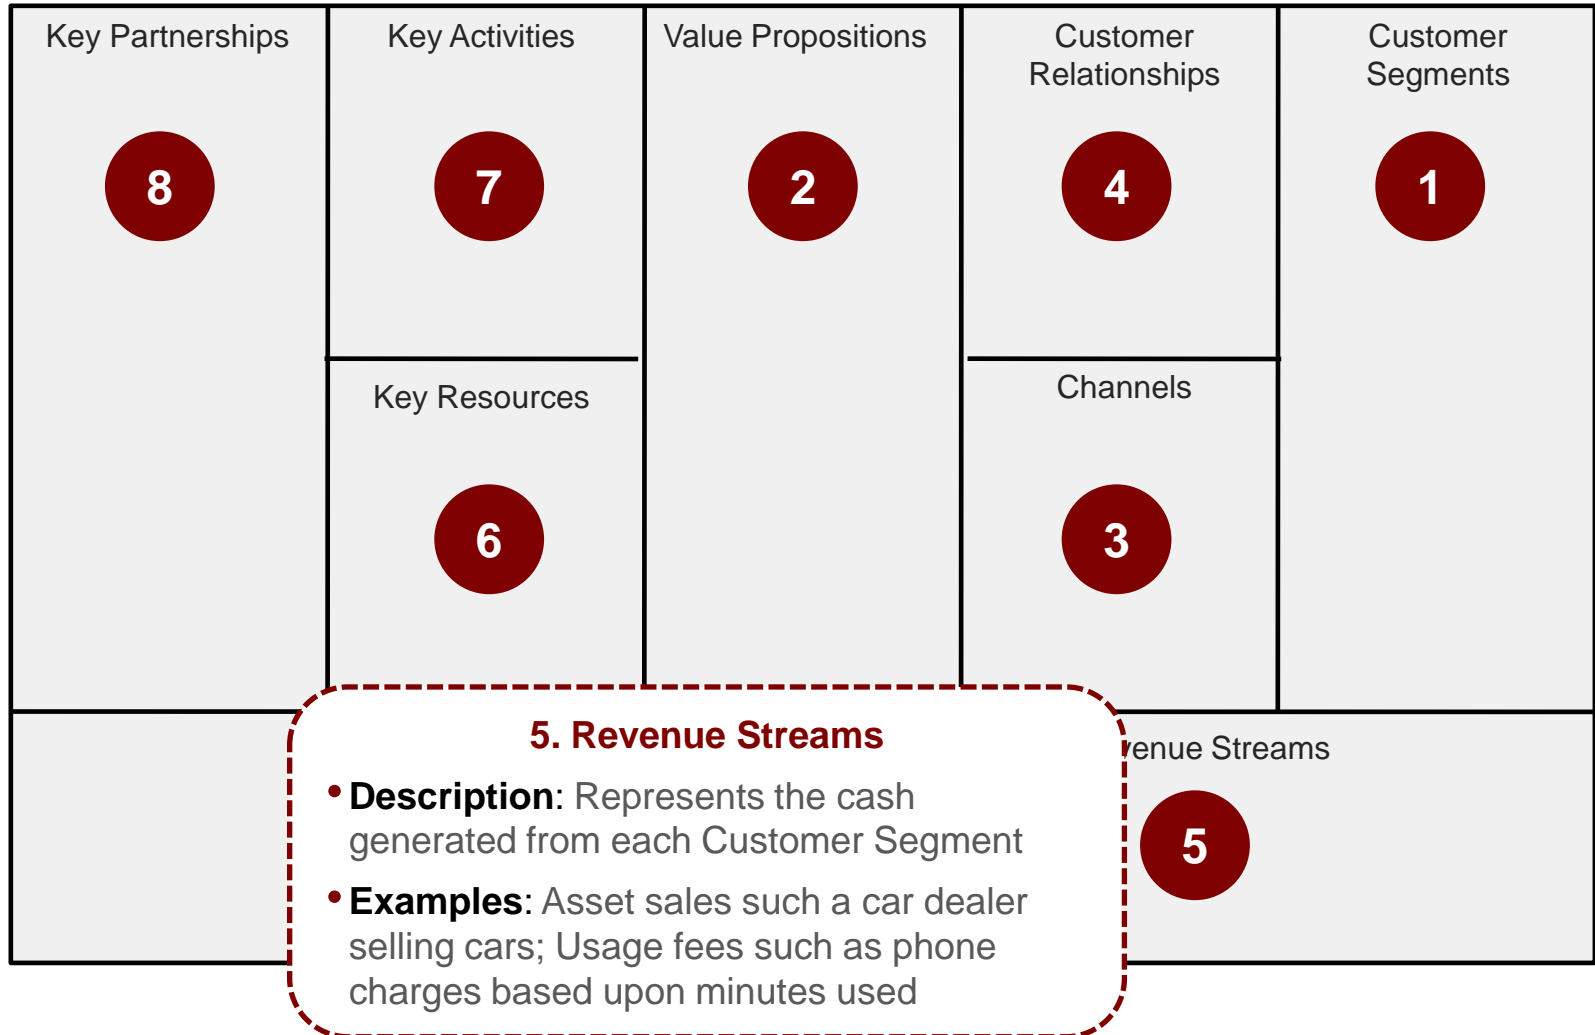 Key Partnerships
8
Key Activities
7
Key Resources
6
Value Propositions
2
Customer
Relationships
4
Channels
3
Customer
Segments
1
venue Streams
5
5. Revenue Streams
• Description: Represents the cash
generated from each Customer Segment
• Examples: Asset sales such a car dealer
selling cars; Usage fees such as phone
charges based upon minutes used